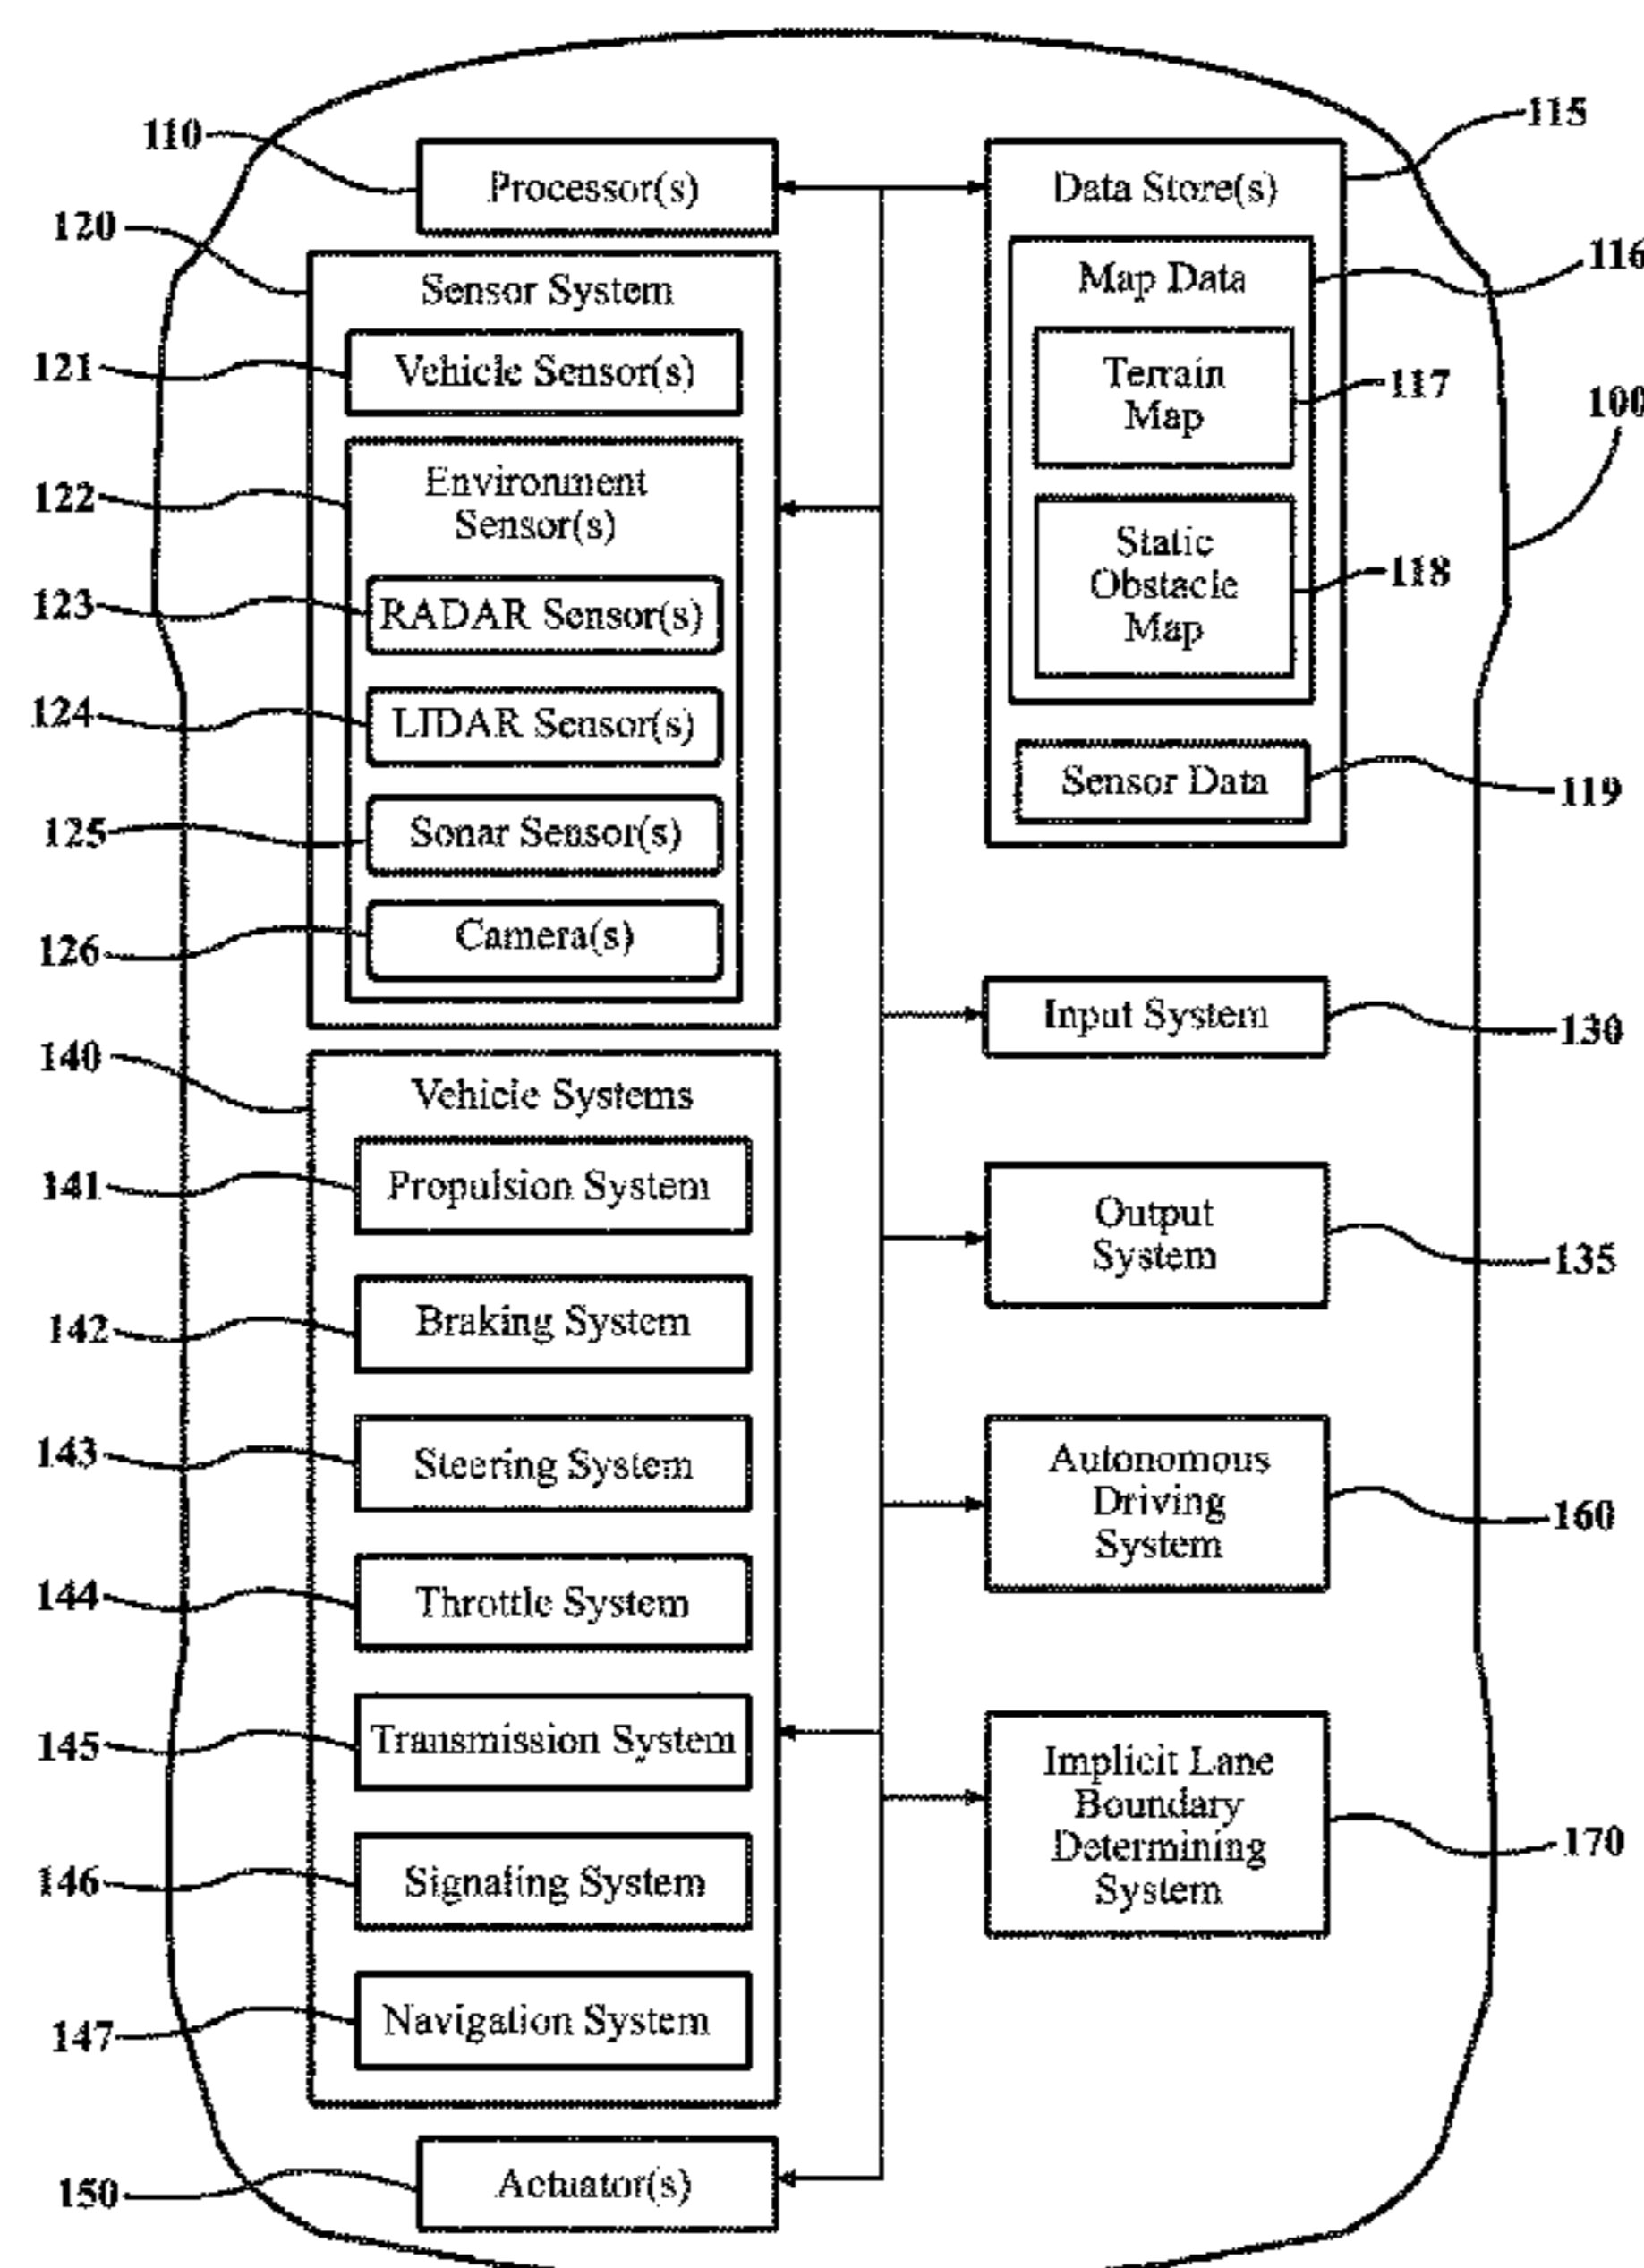 110
Processor(s)
120
Sensor System
121
Vehicle Sensor(s)
122
Environment
Sensor(s)
123
RADAR Sensor(s)
124
LIDAR Sensor(s)
125
Sonar Sensor(s)
126
Camera(s)
140
Vehicle Systems
141
Propulsion System
142
Braking System
143
Steering System
144
Throttle System
145
Transmission System
146
Signaling System
147
Navigation System
150
Actuator(s)
115
Data Store(s)
116
Map Data
Terrain
Map
117
100
Static
Obstacle
Map
118
Sensor Data
119
Input System
130
Output
System
135
Autonomous
Driving
System
160
Implicit Lane
Boundary
Determining
System
170